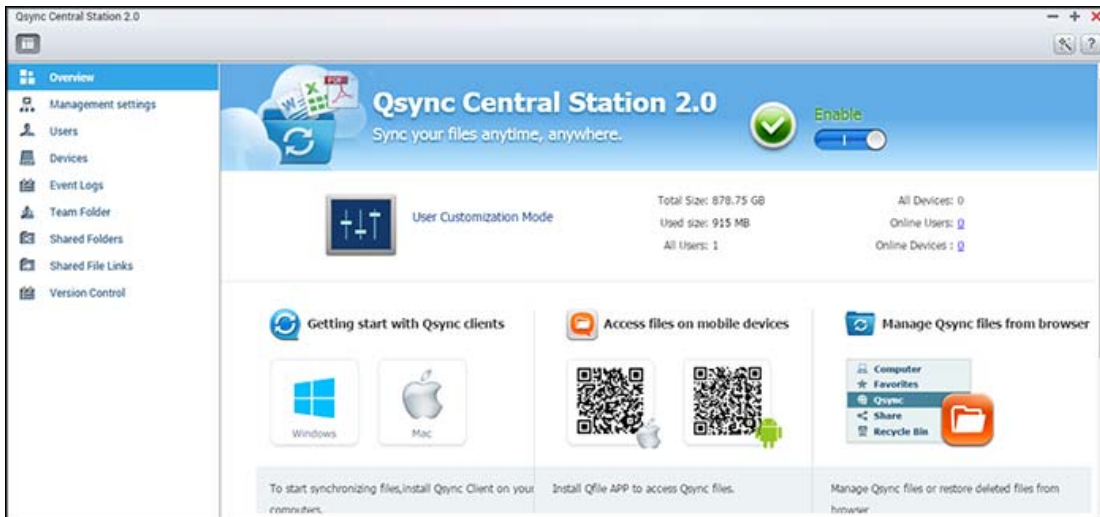 Qsync Central Station 2.0
Overview
Management settings
Users
Devices
Event Logs
Team Folder
Shared Folders
Shared File Links
Version Control
Qsync Central Station 2.0
Sync your files anytime, anywhere.
Enable
User Customization Mode
Total Size: 878.75 GB
Used size: 915 MB
All Users: 1
All Devices: 0
Online Users: 0
Online Devices : 0
Getting start with Qsync clients
Windows
Mac
To start synchronizing files,install Qsync Client on your
computers.
Access files on mobile devices
Install Qfile APP to access Qsync files.
Manage Qsync files from browser
Computer
Favorites
Qsync
Share
Recycle Bin
Manage Qsync files or restore deleted files from
browser